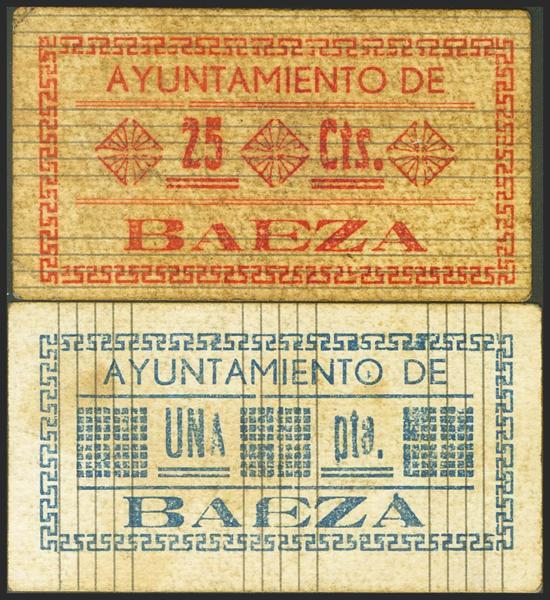 AYUNTAMIENTO DE
25 Cts.
BAEZA
AYUNTAMIENTO DE
UNA pta.
BAEZA